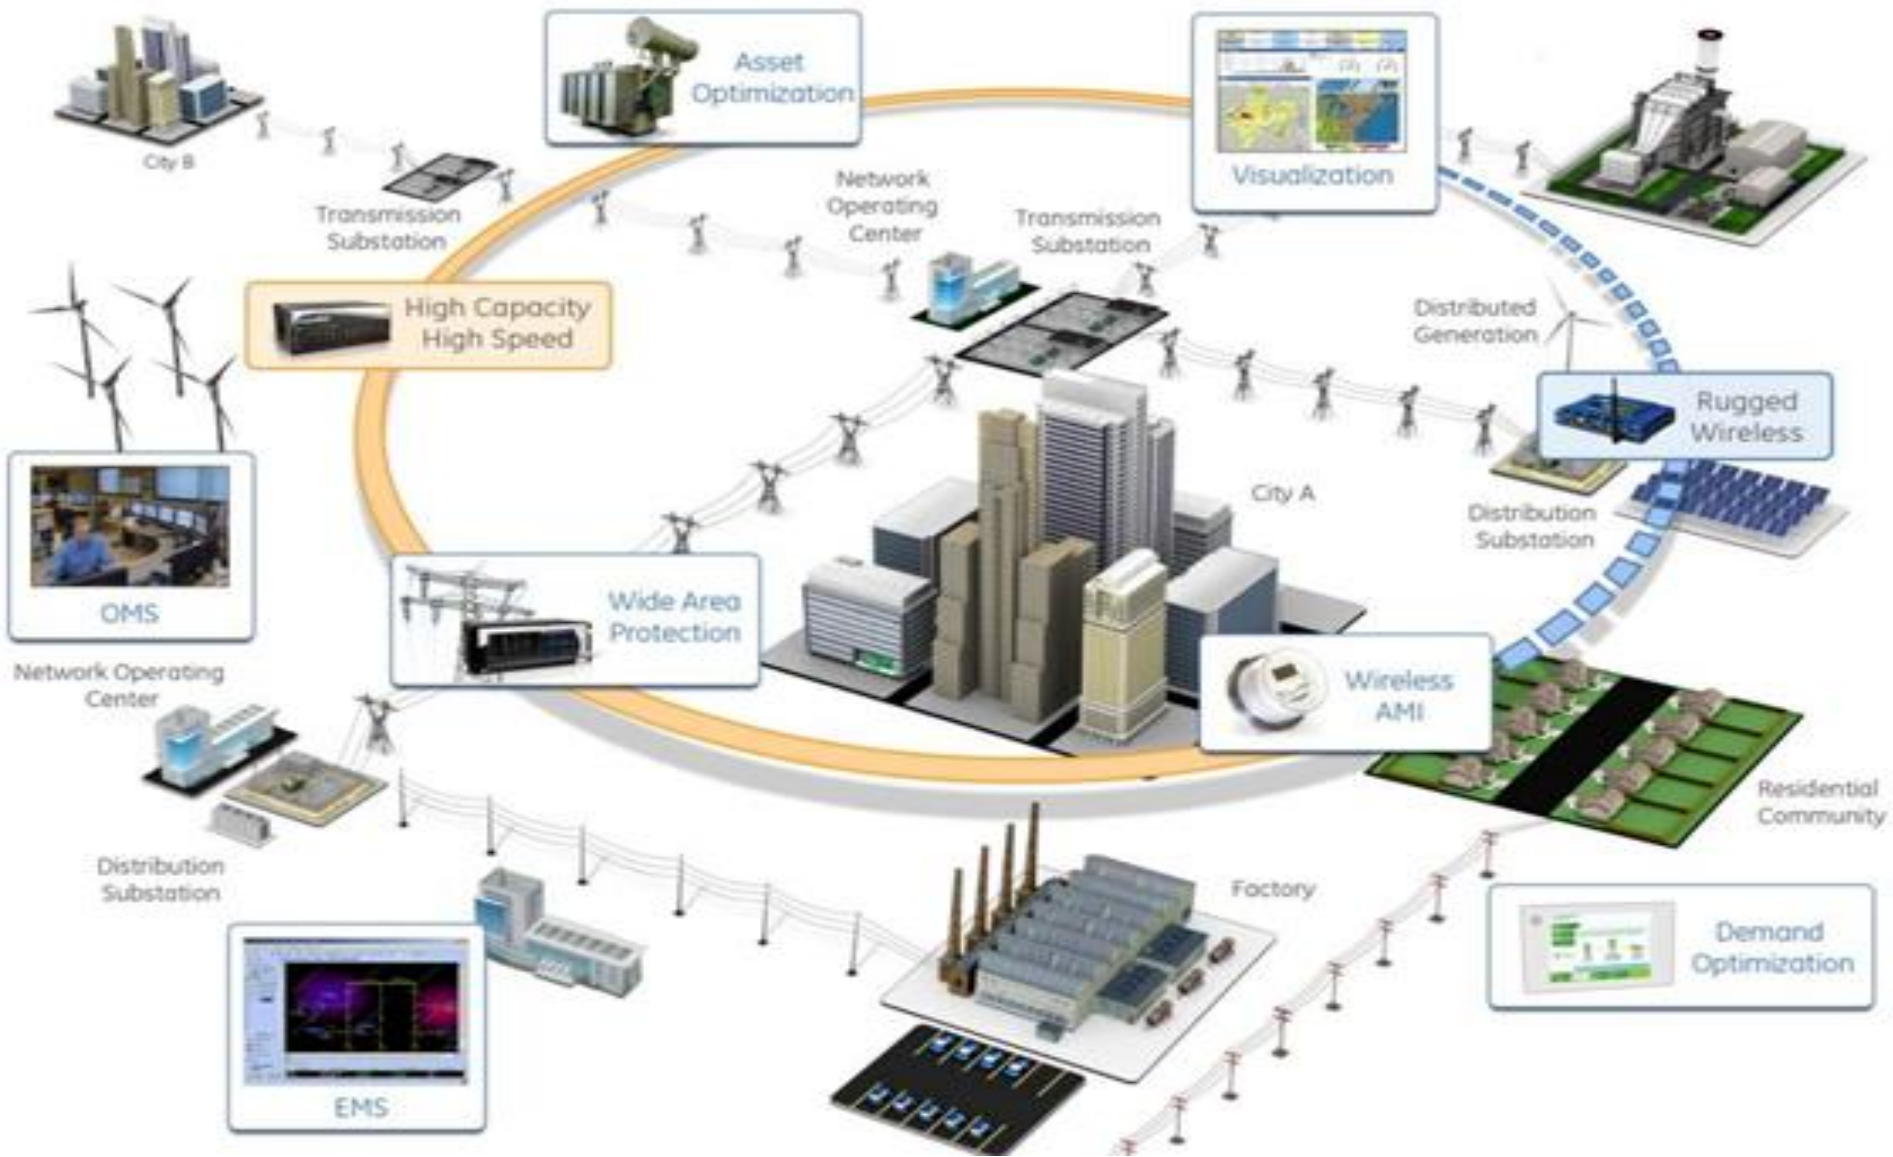 Asset
Optimization
Visualization
City B
Transmission
Substation
Network
Operating
Center
Transmission
Substation
High Capacity
High Speed
Distributed
Generation
Rugged
Wireless
City A
Distribution
Substation
OMS
Wide Area
Protection
Network Operating
Center
Wireless
AMI
Residential
Community
Distribution
Substation
Factory
Demand
Optimization
EMS